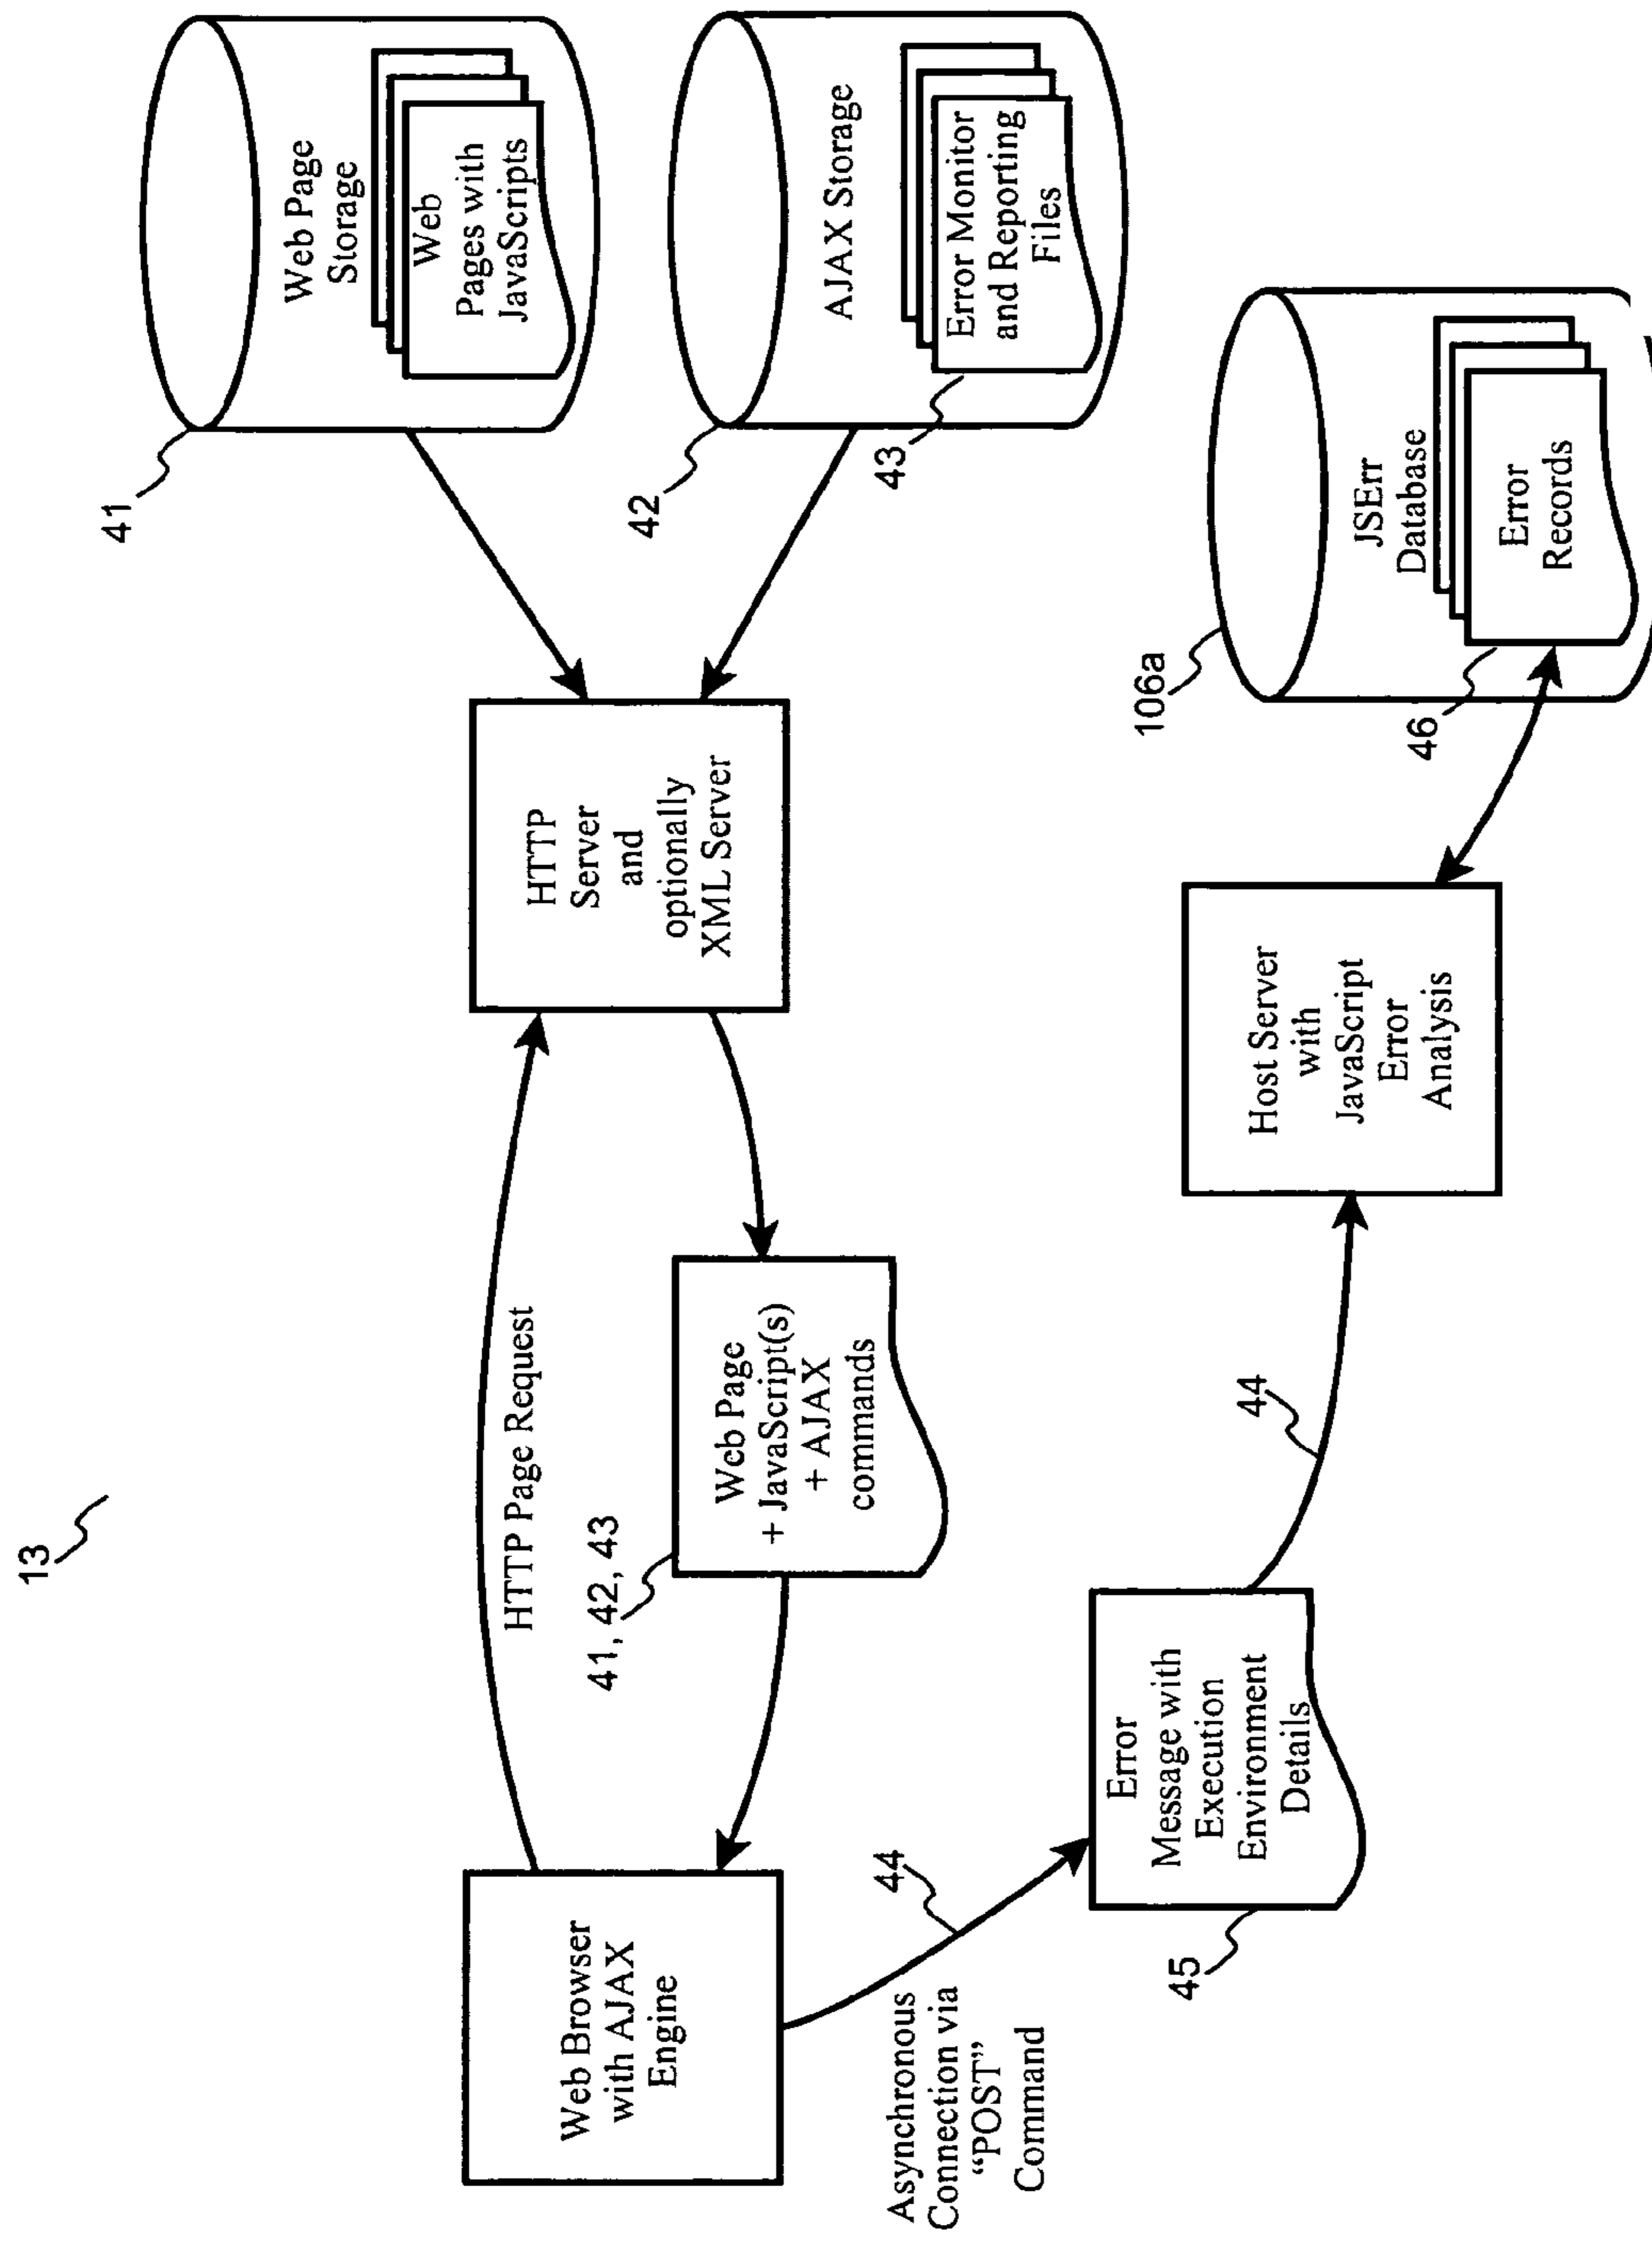 13
Web Page
Storage
Web
Pages with
JavaScripts
41
AJAX Storage
Error Monitor
and Reporting
Files
42
43
HTTP
Server
and
optionally
XML Server
HTTP Page Request
Web Page
+ JavaScript(s)
+ AJAX
commands
41, 42, 43
Web Browser
with AJAX
Engine
Asynchronous
Connection via
“POST”
Command
44
Error
Message with
Execution
Environment
Details
45
44
Host Server
with
JavaScript
Error
Analysis
JSErr
Database
Error
Records
106a
46